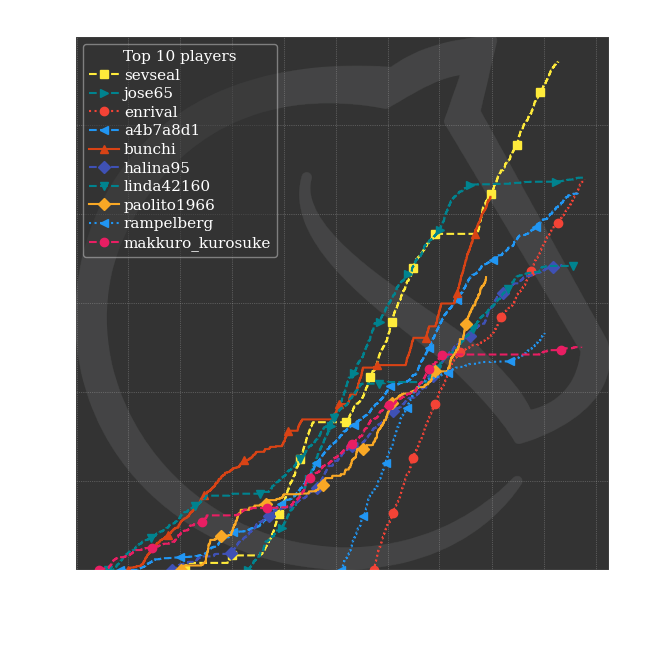 Top 10 players
sevseal
jose65
enrival
a4b7a8d1
bunchi
halina95
linda42160
paolito1966
rampelberg
makkuro_kurosuke